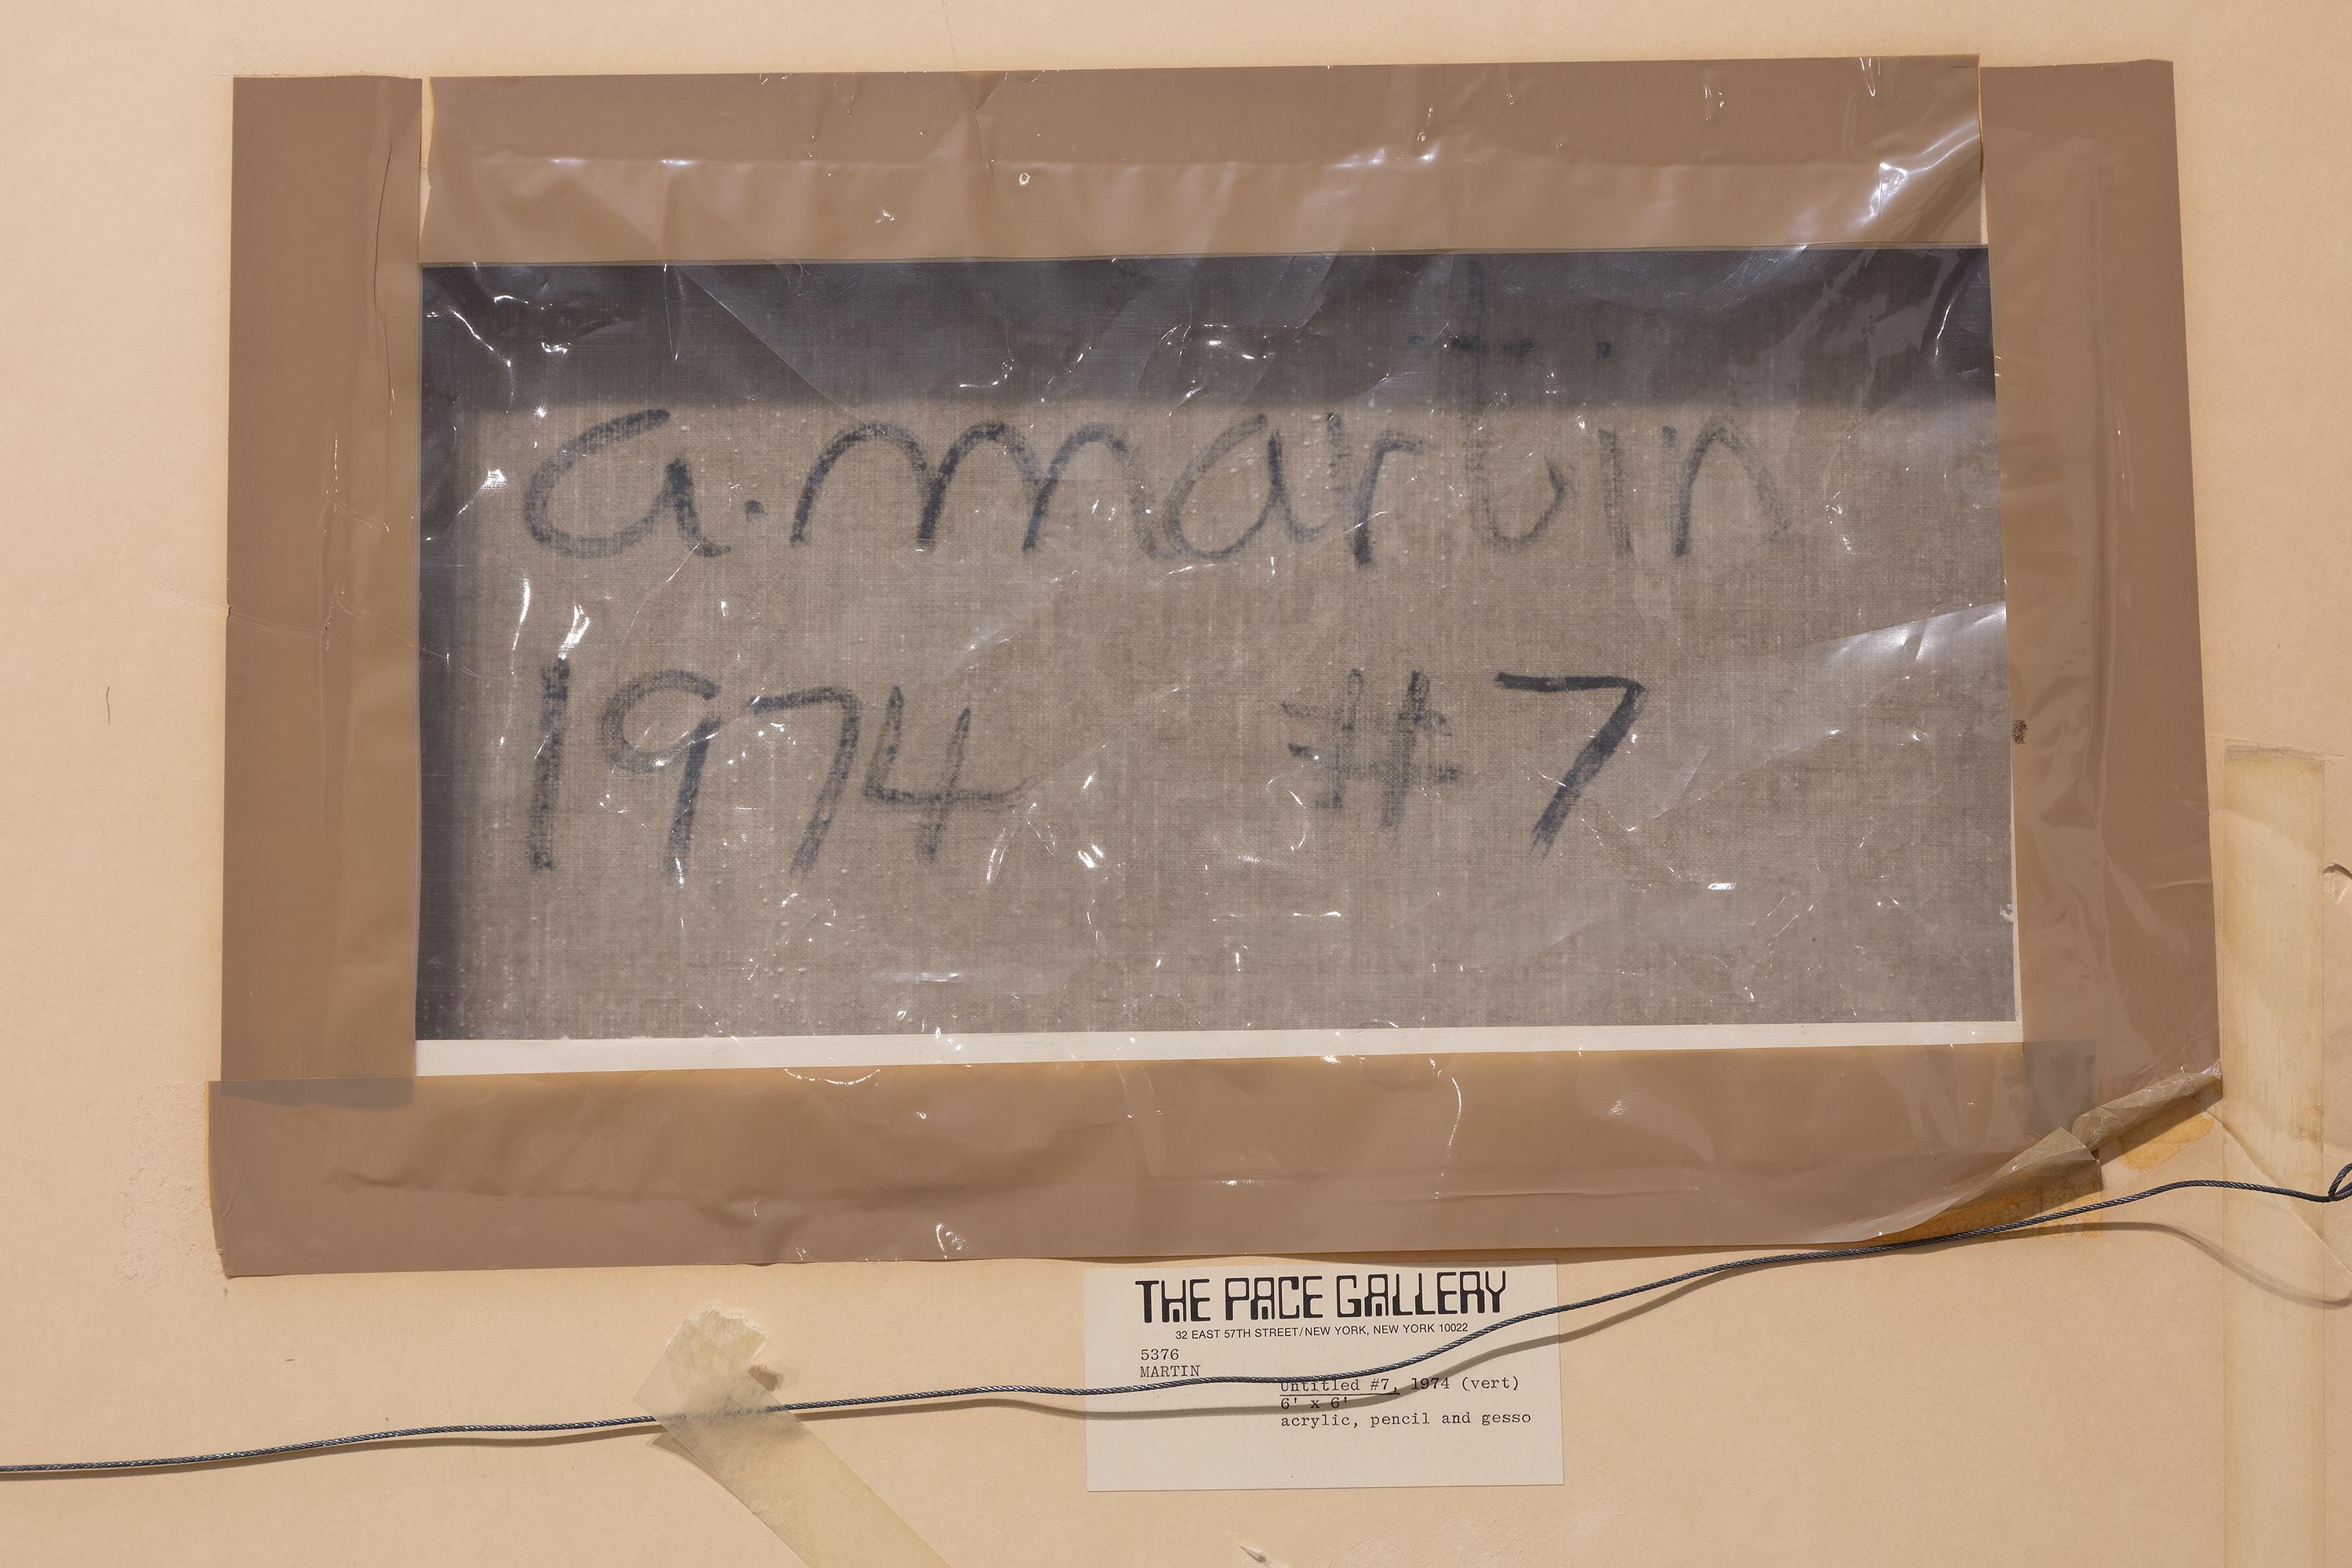 a. martin
1974 #7
THE PACE GALLERY
32 EAST 57TH STREET/NEW YORK, NEW YORK 10022
5376
MARTIN
Untitled #7, 1974 (vert)
6' x 6'
acrylic, pencil and gesso